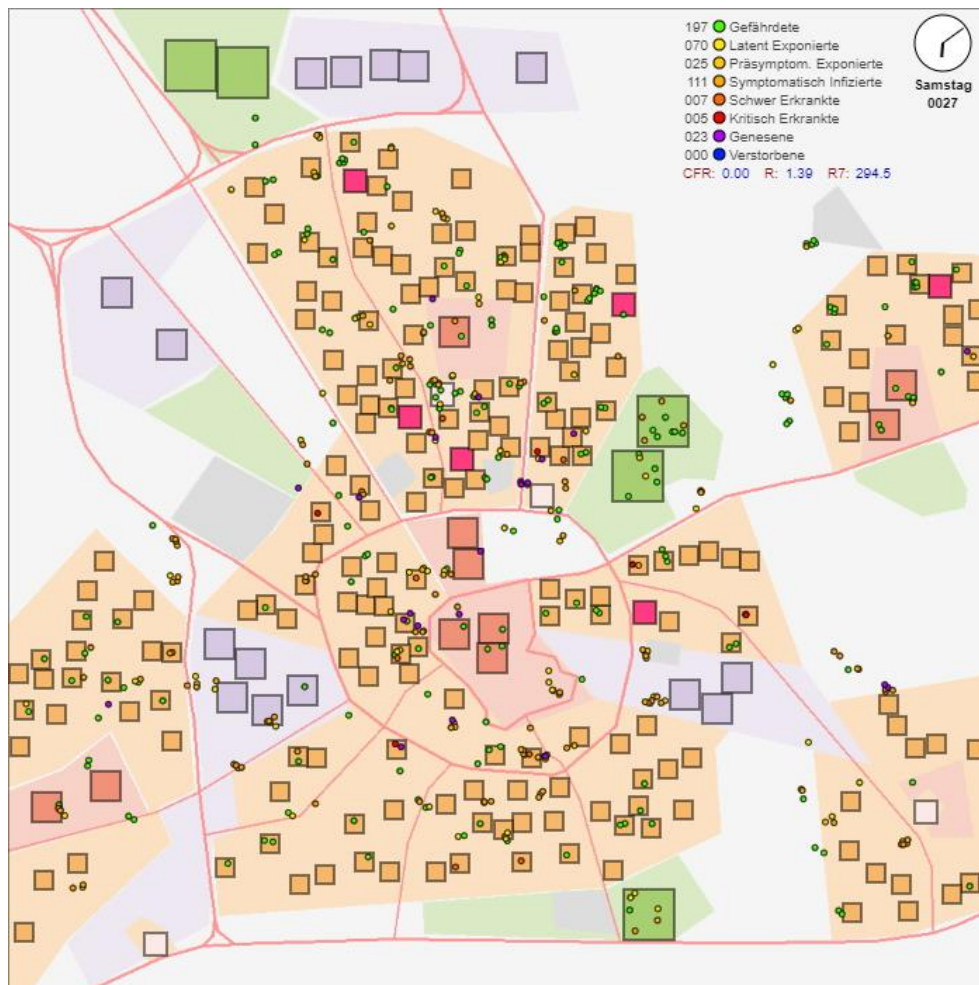 197 Gefährdete
070 Latent Exponierte
025 Präsymptom. Exponierte
111 Symptomatisch Infizierte
007 Schwer Erkrankte
005 Kritisch Erkrankte
023 Genesene
000 Verstorbene
CFR: 0.00 R: 1.39 R7: 294.5
Samstag
0027